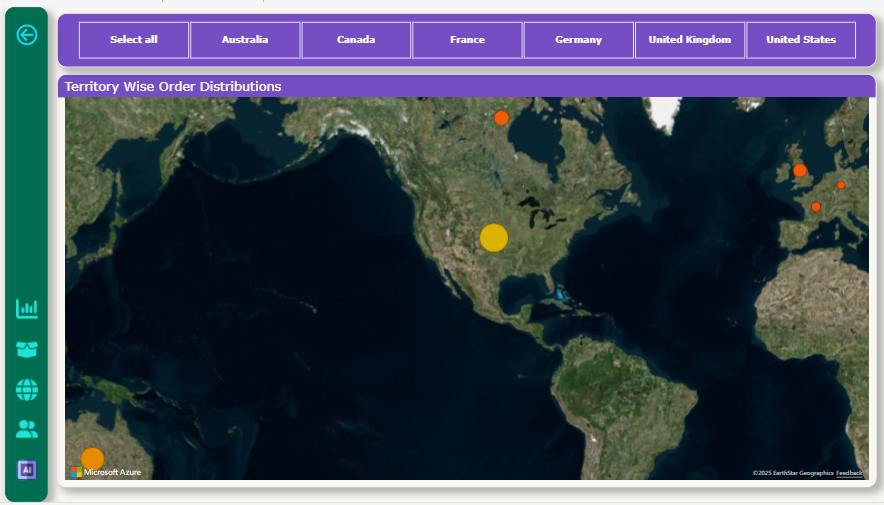 Select all
Australia
Canada
France
Germany
United Kingdom
United States
Territory Wise Order Distributions
AI
Microsoft Azure
©2025 EarthStar Geographics Feedback